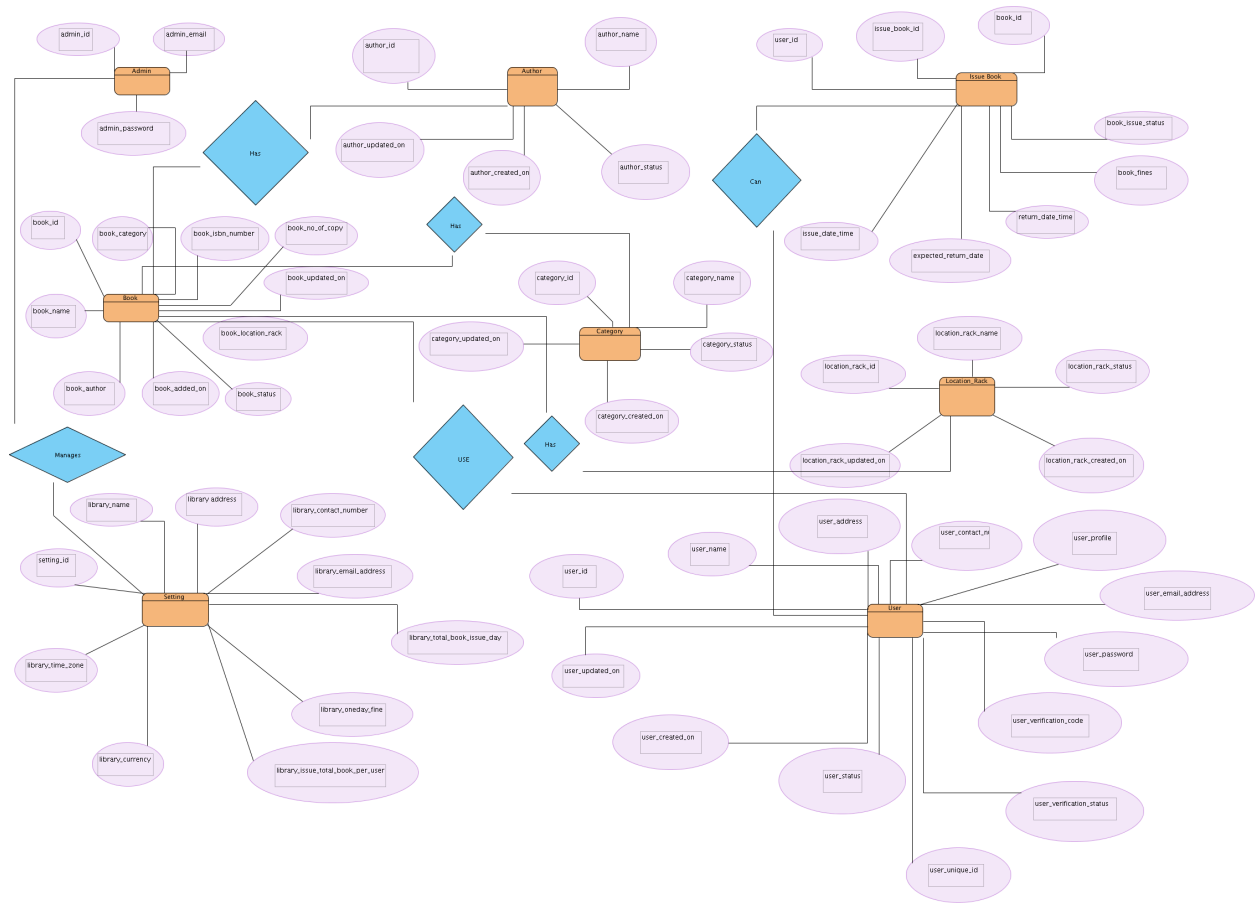 admin_id
admin_email
Admin
admin_password
author_id
author_name
Author
author_updated_on
author_created_on
author_status
Has
user_id
issue_book_id
book_id
Issue Book
book_issue_status
book_fines
return_date_time
expected_return_date
issue_date_time
Can
Has
book_id
book_category
book_isbn_number
book_no_of_copy
book_updated_on
Book
book_name
book_location_rack
book_author
book_added_on
book_status
category_id
category_name
Category
category_updated_on
category_status
category_created_on
location_rack_name
location_rack_id
location_rack_status
Location_Rack
location_rack_updated_on
location_rack_created_on
Manages
USE
Has
library_name
library address
library_contact_number
setting_id
library_email_address
Setting
library_total_book_issue_day
library_time_zone
library_oneday_fine
library_currency
library_issue_total_book_per_user
user_address
user_name
user_contact_nu
user_profile
user_id
user_email_address
User
user_password
user_updated_on
user_verification_code
user_created_on
user_status
user_verification_status
user_unique_id